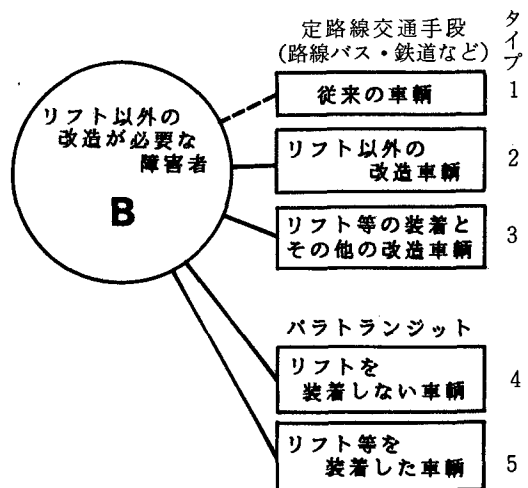 定路線交通手段
(路線バス・鉄道など)
タイプ
リフト以外の
改造が必要な
障害者
B
従来の車輌
1
リフト以外の
改造車輌
2
リフト等の装着と
その他の改造車輌
3
パラトランジット
リフトを
装着しない車輌
4
リフト等を
装着した車輌
5